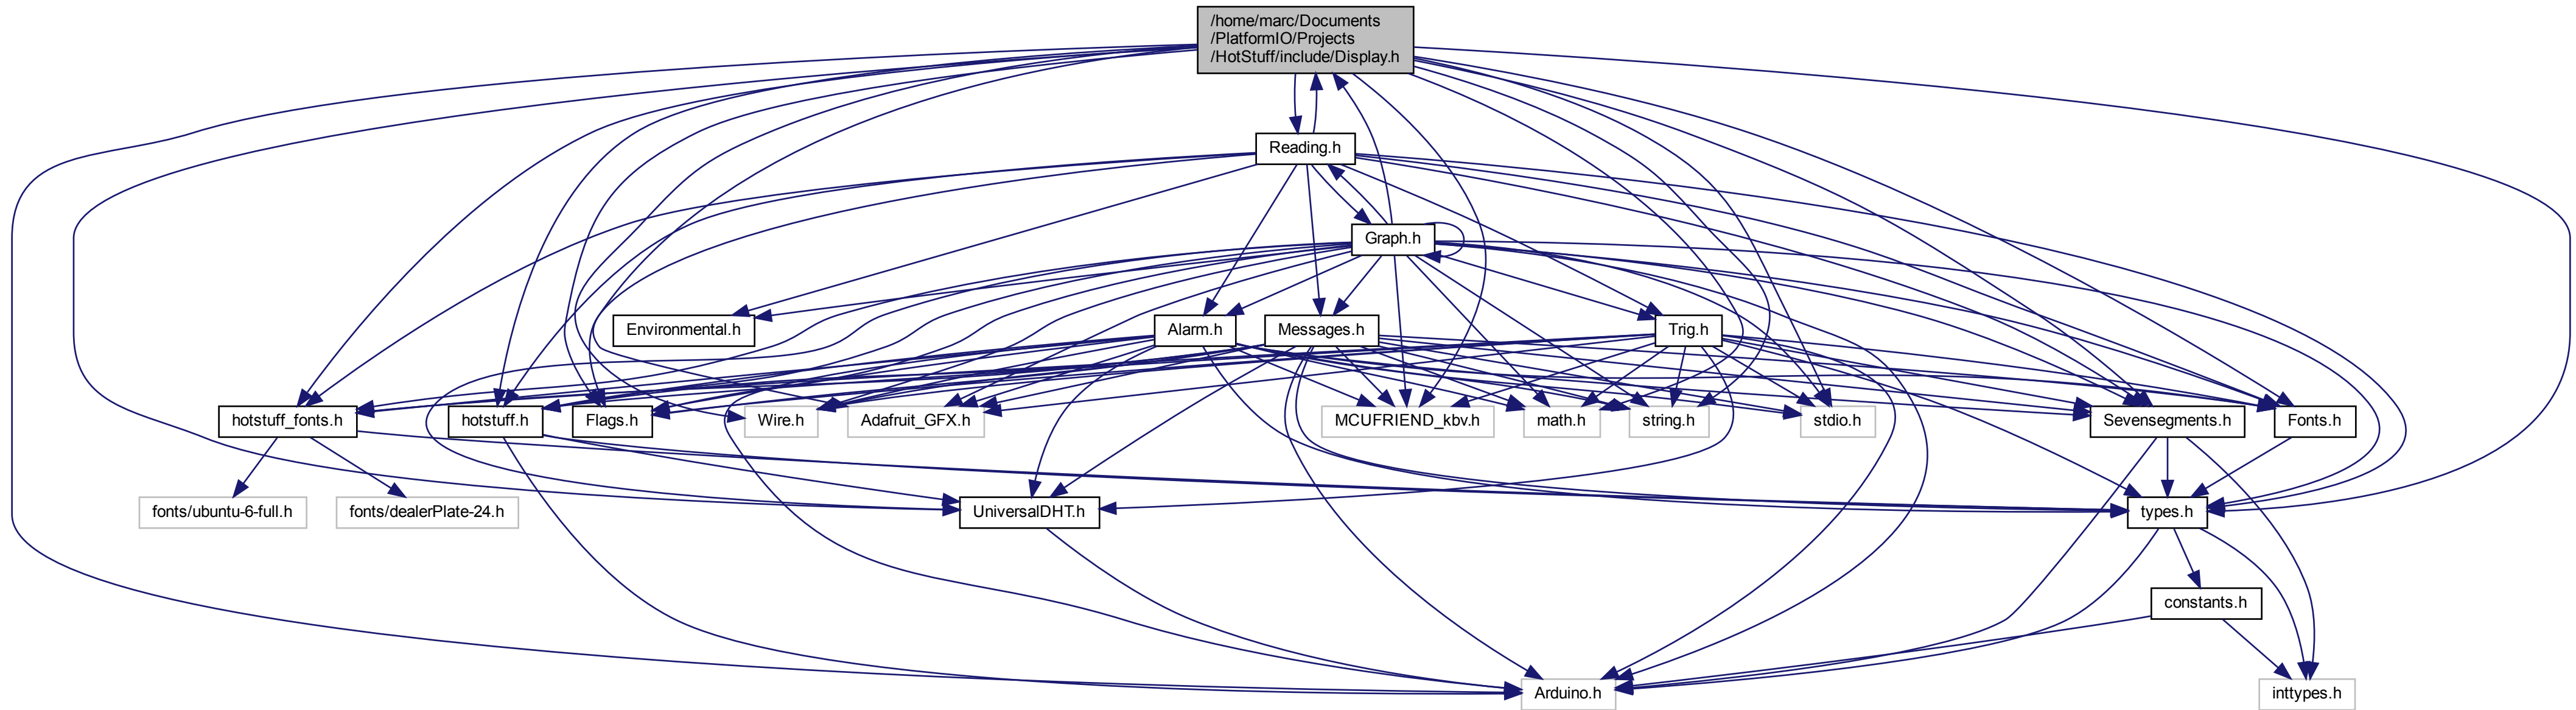 /home/marc/Documents
/PlatformIO/Projects
/HotStuff/include/Display.h
Reading.h
Graph.h
Environmental.h
Alarm.h
Messages.h
Trig.h
hotstuff_fonts.h
hotstuff.h
Flags.h
Wire.h
Adafruit_GFX.h
MCUFRIEND_kbv.h
math.h
string.h
stdio.h
Sevensegments.h
Fonts.h
fonts/ubuntu-6-full.h
fonts/dealerPlate-24.h
UniversalDHT.h
types.h
constants.h
Arduino.h
inttypes.h